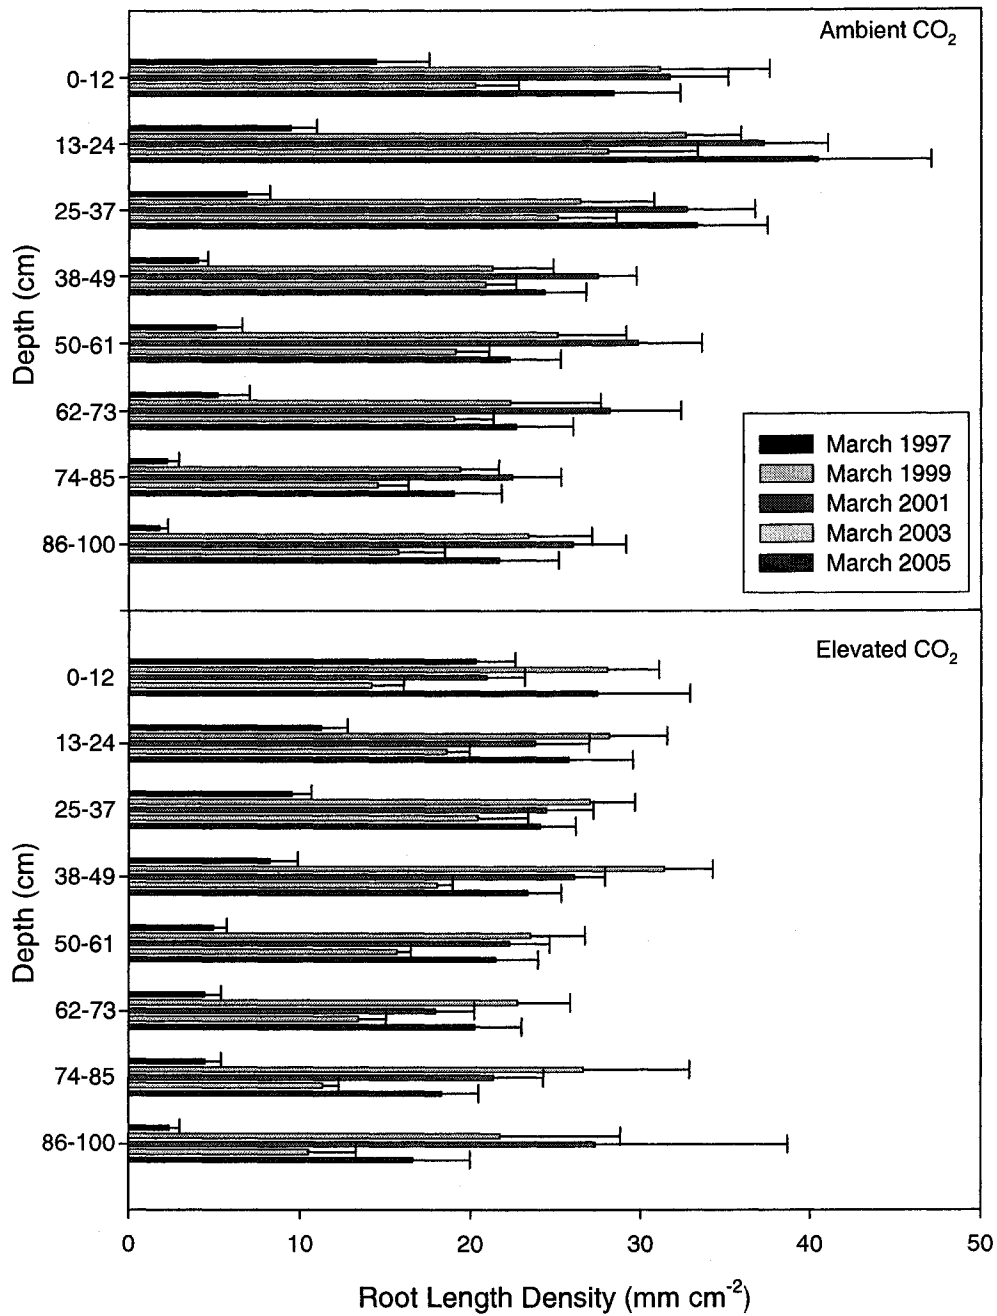 Ambient CO2
0-12
13-24
25-37
38-49
50-61
62-73
74-85
86-100
Depth (cm)
March 1997
March 1999
March 2001
March 2003
March 2005
Elevated CO2
0-12
13-24
25-37
38-49
50-61
62-73
74-85
86-100
Depth (cm)
0 10 20 30 40 50
Root Length Density (mm cm-2)